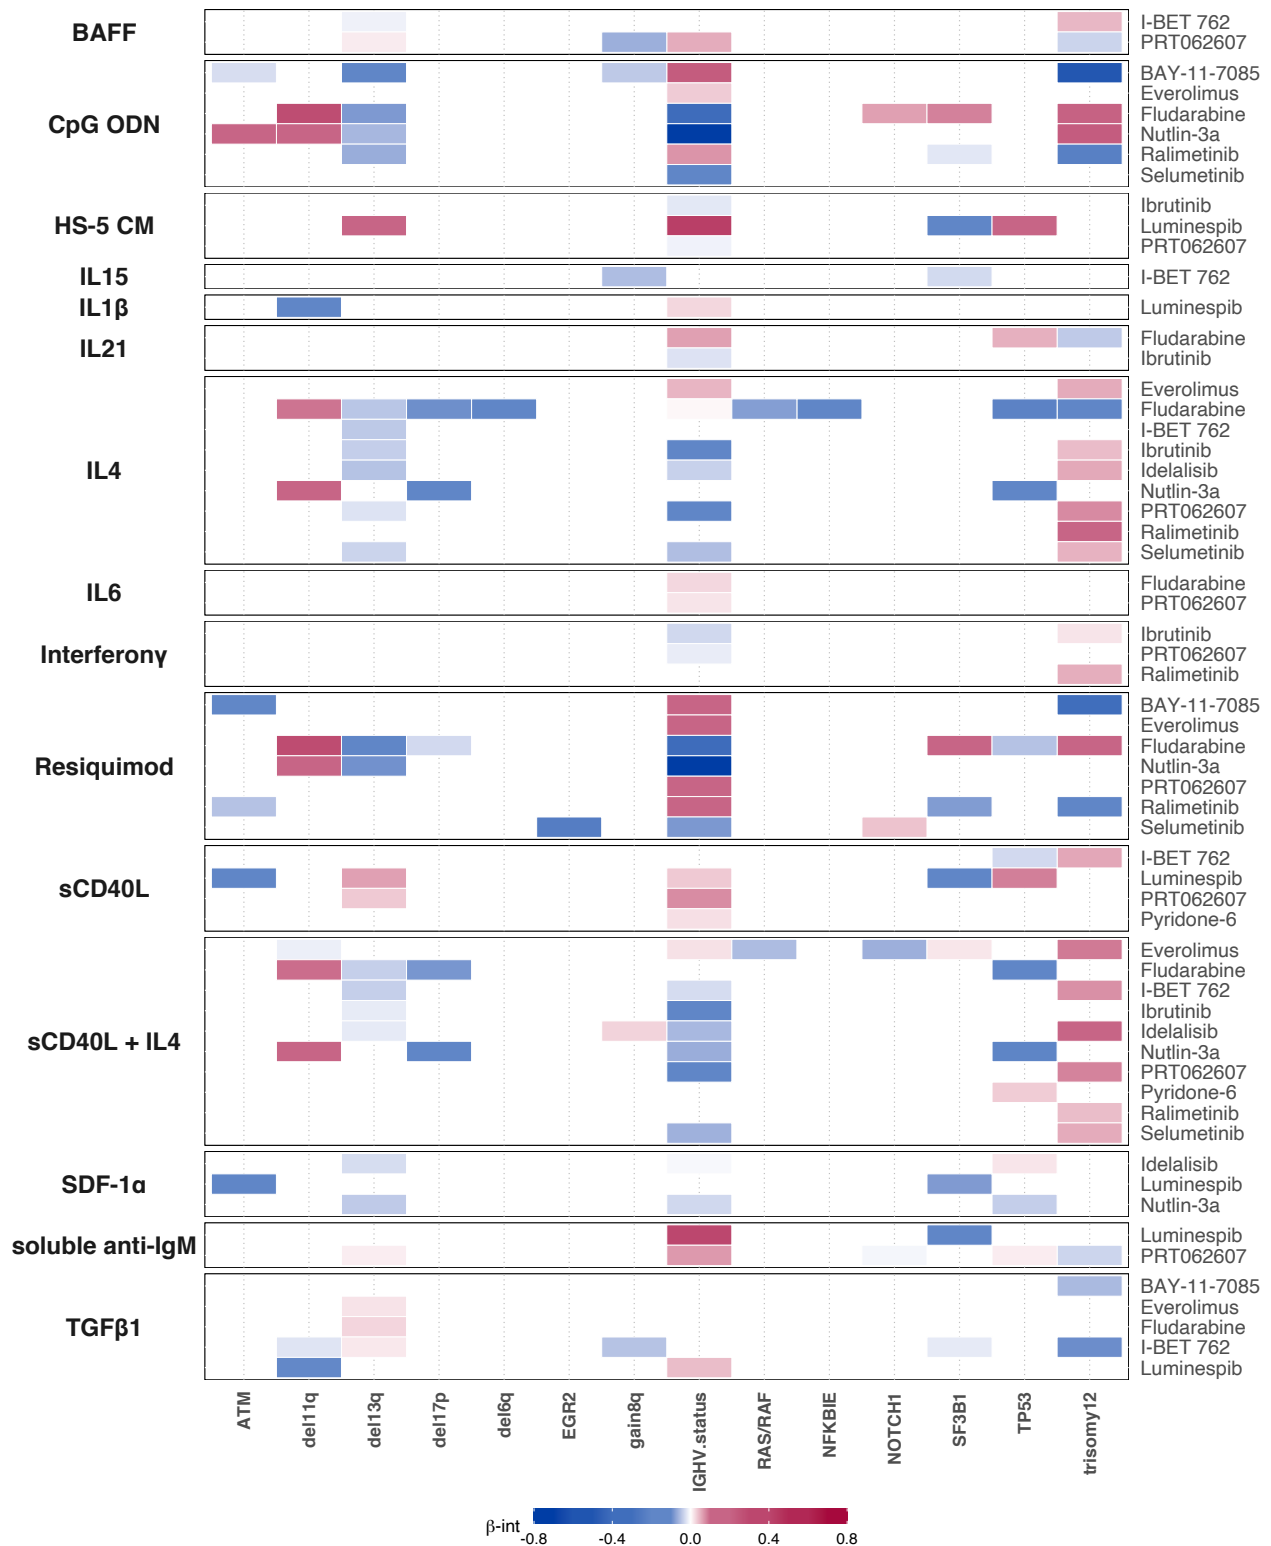 BAFF
I-BET 762
PRT062607
CpG ODN
BAY-11-7085
Everolimus
Fludarabine
Nutlin-3a
Ralimetinib
Selumetinib
HS-5 CM
Ibrutinib
Luminespib
PRT062607
IL15
I-BET 762
IL1β
Luminespib
IL21
Fludarabine
Ibrutinib
IL4
Everolimus
Fludarabine
I-BET 762
Ibrutinib
Idelalisib
Nutlin-3a
PRT062607
Ralimetinib
Selumetinib
IL6
Fludarabine
PRT062607
Interferonγ
Ibrutinib
PRT062607
Ralimetinib
Resiquimod
BAY-11-7085
Everolimus
Fludarabine
Nutlin-3a
PRT062607
Ralimetinib
Selumetinib
sCD40L
I-BET 762
Luminespib
PRT062607
Pyridone-6
sCD40L + IL4
Everolimus
Fludarabine
I-BET 762
Ibrutinib
Idelalisib
Nutlin-3a
PRT062607
Pyridone-6
Ralimetinib
Selumetinib
SDF-1α
Idelalisib
Luminespib
Nutlin-3a
soluble anti-IgM
Luminespib
PRT062607
TGFβ1
BAY-11-7085
Everolimus
Fludarabine
I-BET 762
Luminespib
ATM
del11q
del13q
del17p
del6q
EGR2
gain8q
IGHV.status
RAS/RAF
NFKBIE
NOTCH1
SF3B1
TP53
trisomy12
β-int
-0.8 -0.4 0.0 0.4 0.8